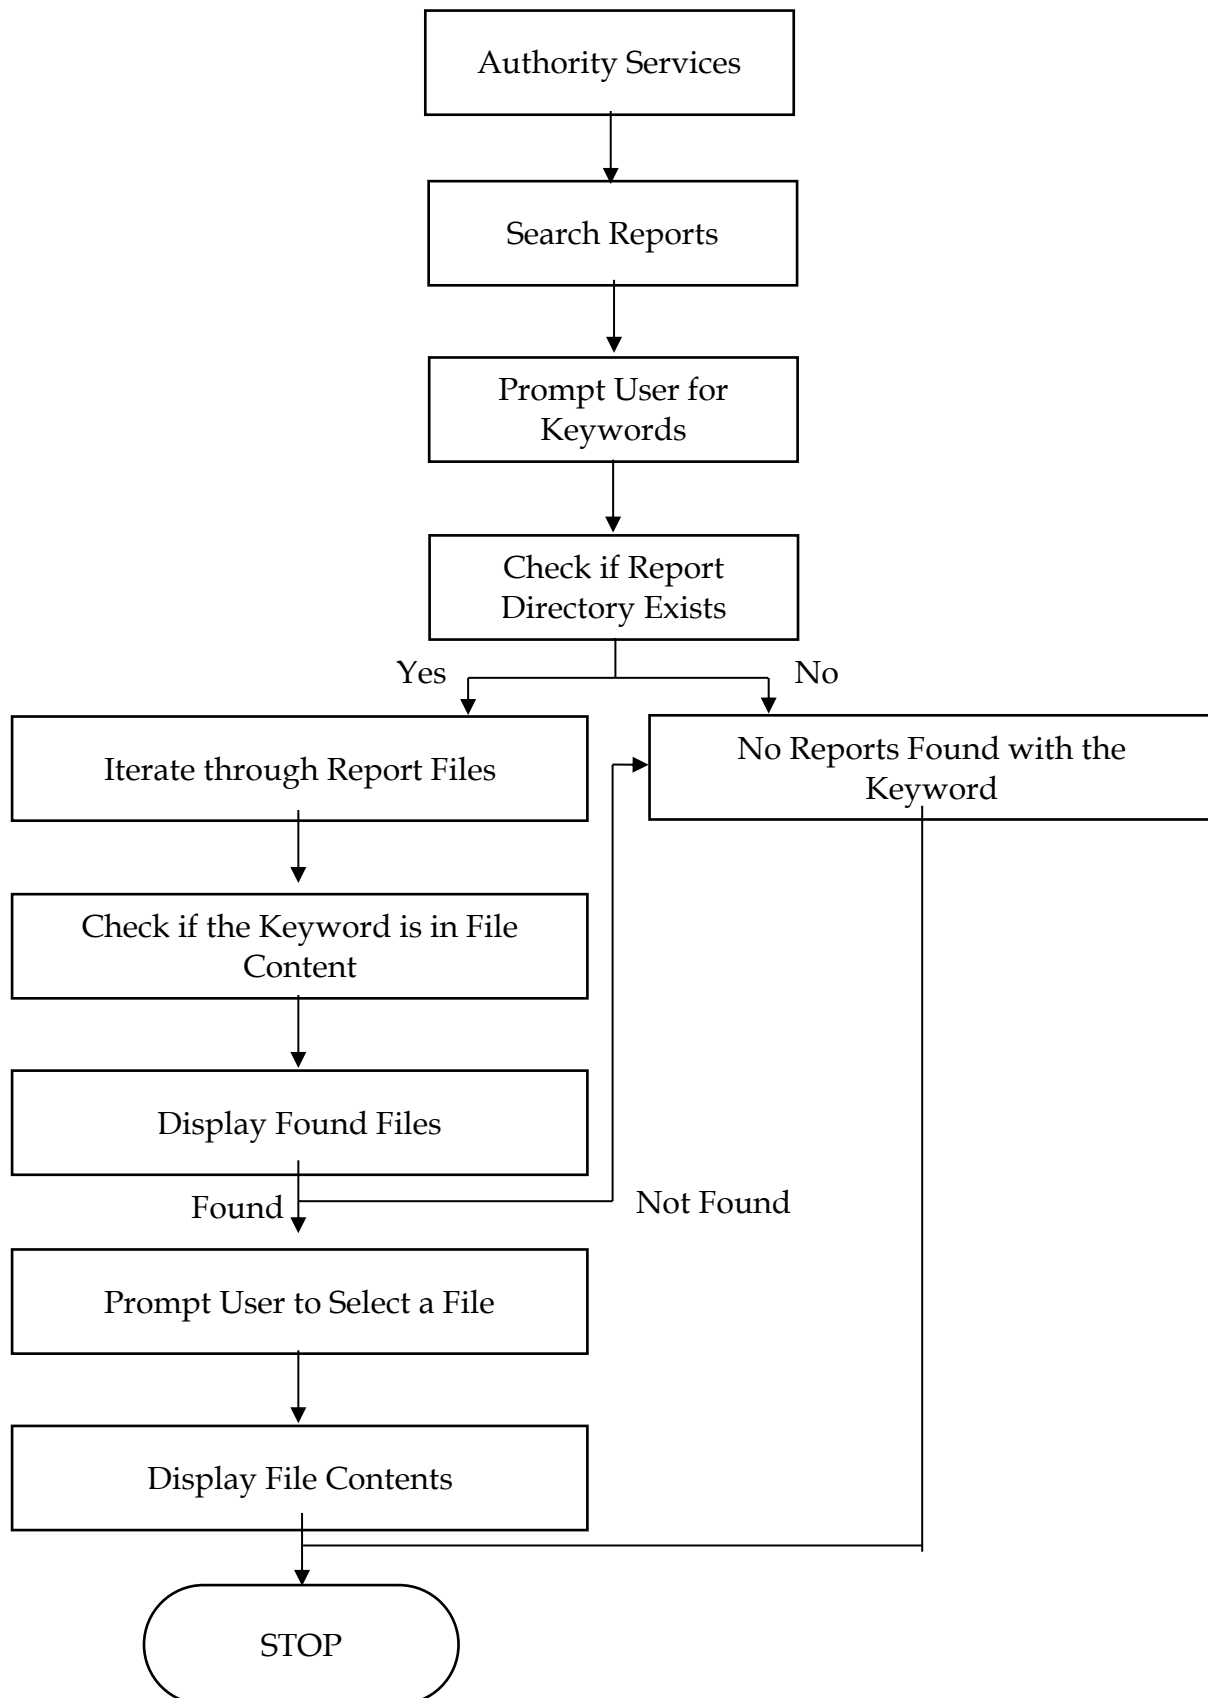 Authority Services
Search Reports
Prompt User for
Keywords
Check if Report
Directory Exists
Yes
No
Iterate through Report Files
No Reports Found with the
Keyword
Check if the Keyword is in File
Content
Display Found Files
Found
Not Found
Prompt User to Select a File
Display File Contents
STOP